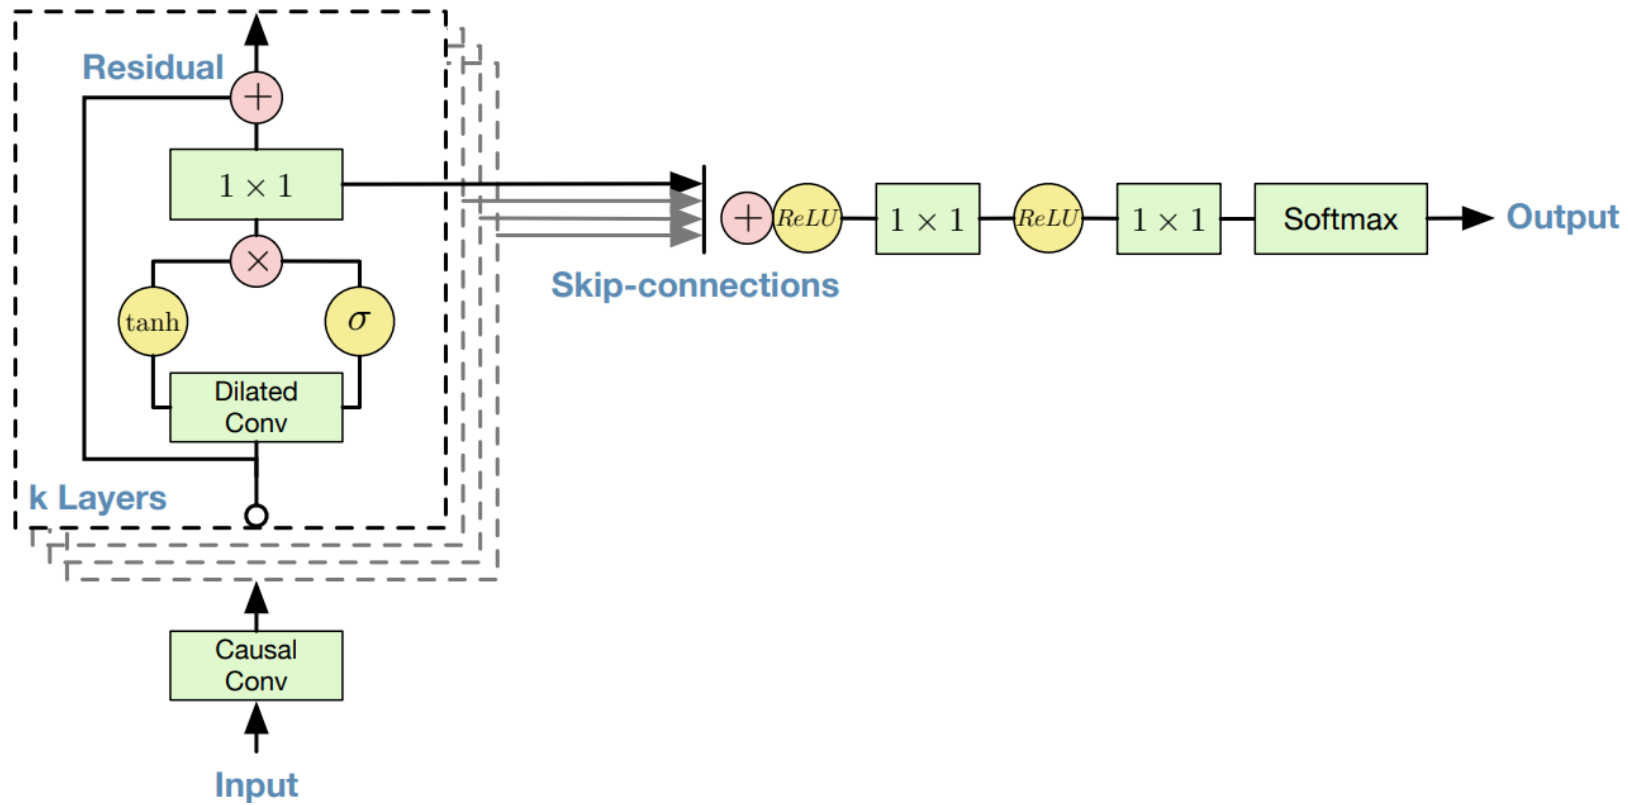 Residual
+
1 × 1
×
tanh
σ
Dilated
Conv
k Layers
Causal
Conv
Input
Skip-connections
+
ReLU
1 × 1
ReLU
1 × 1
Softmax
Output